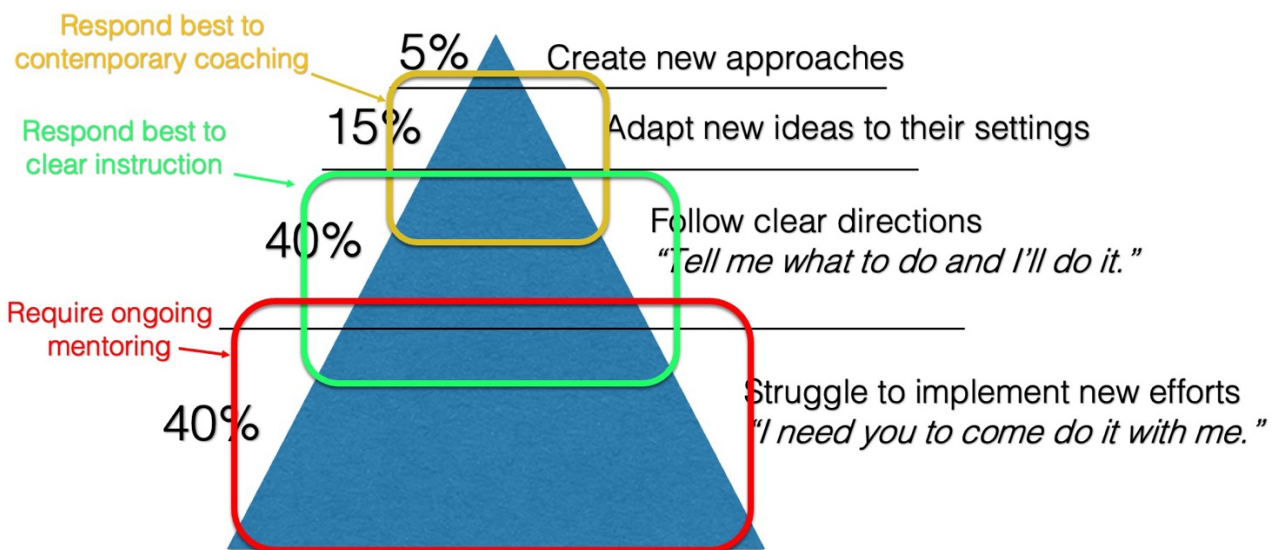 Respond best to
contemporary coaching
5%
Create new approaches
15%
Adapt new ideas to their settings
Respond best to
clear instruction
40%
Follow clear directions
“Tell me what to do and I’ll do it.”
Require ongoing
mentoring
40%
Struggle to implement new efforts
“I need you to come do it with me.”